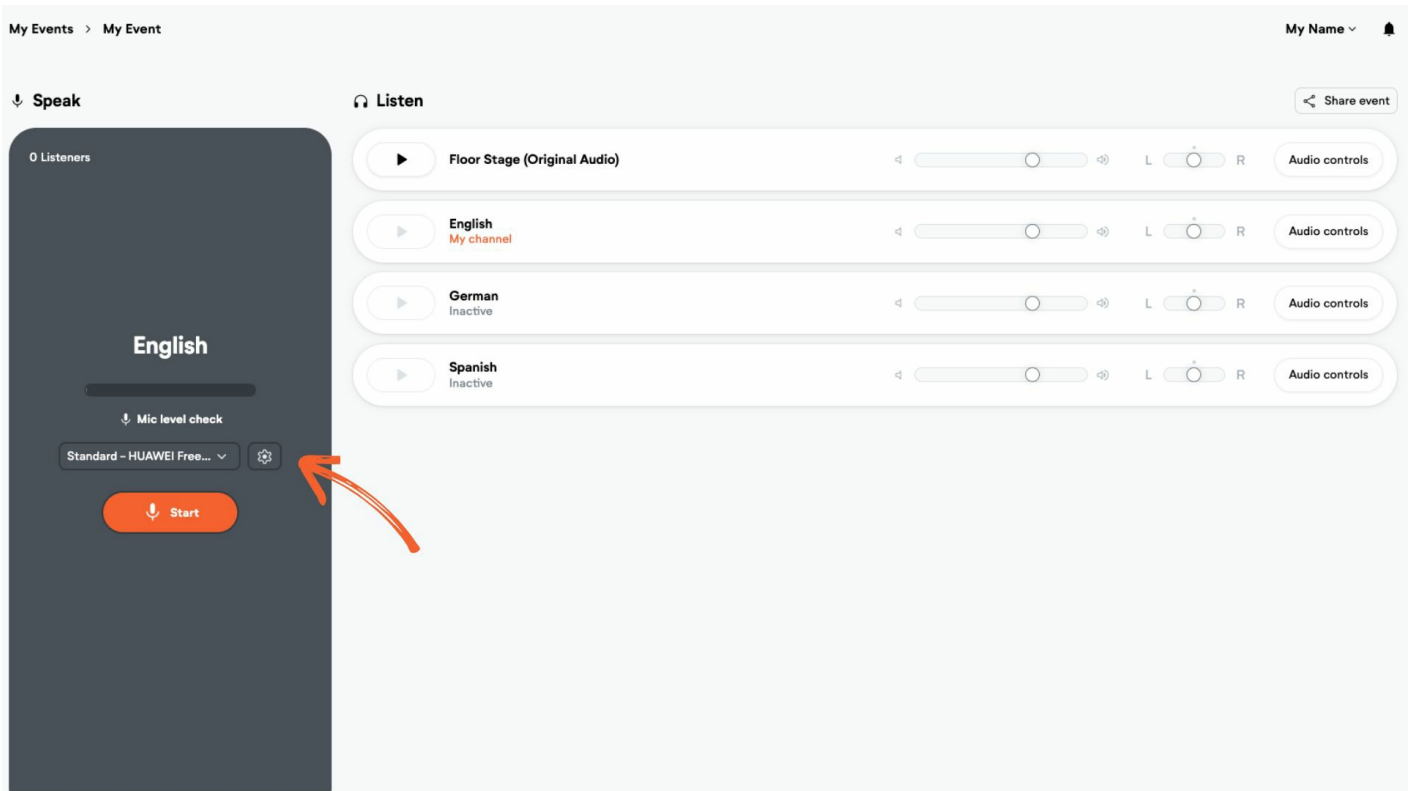 My Events > My Event
My Name
Speak
0 Listeners
English
Mic level check
Standard – HUAWEI Free...
Start
Listen
Share event
Floor Stage (Original Audio)
L R
Audio controls
English
My channel
L R
Audio controls
German
Inactive
L R
Audio controls
Spanish
Inactive
L R
Audio controls